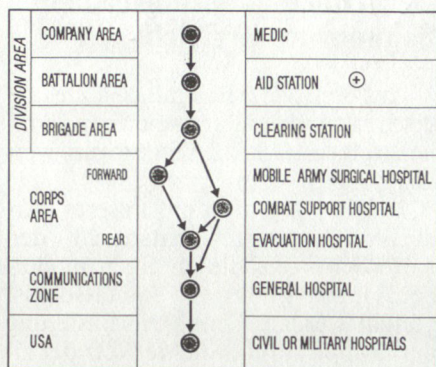 DIVISION AREA
COMPANY AREA
MEDIC
BATTALION AREA
AID STATION
BRIGADE AREA
CLEARING STATION
FORWARD
MOBILE ARMY SURGICAL HOSPITAL
CORPS
AREA
COMBAT SUPPORT HOSPITAL
REAR
EVACUATION HOSPITAL
COMMUNICATIONS
ZONE
GENERAL HOSPITAL
USA
CIVIL OR MILITARY HOSPITALS